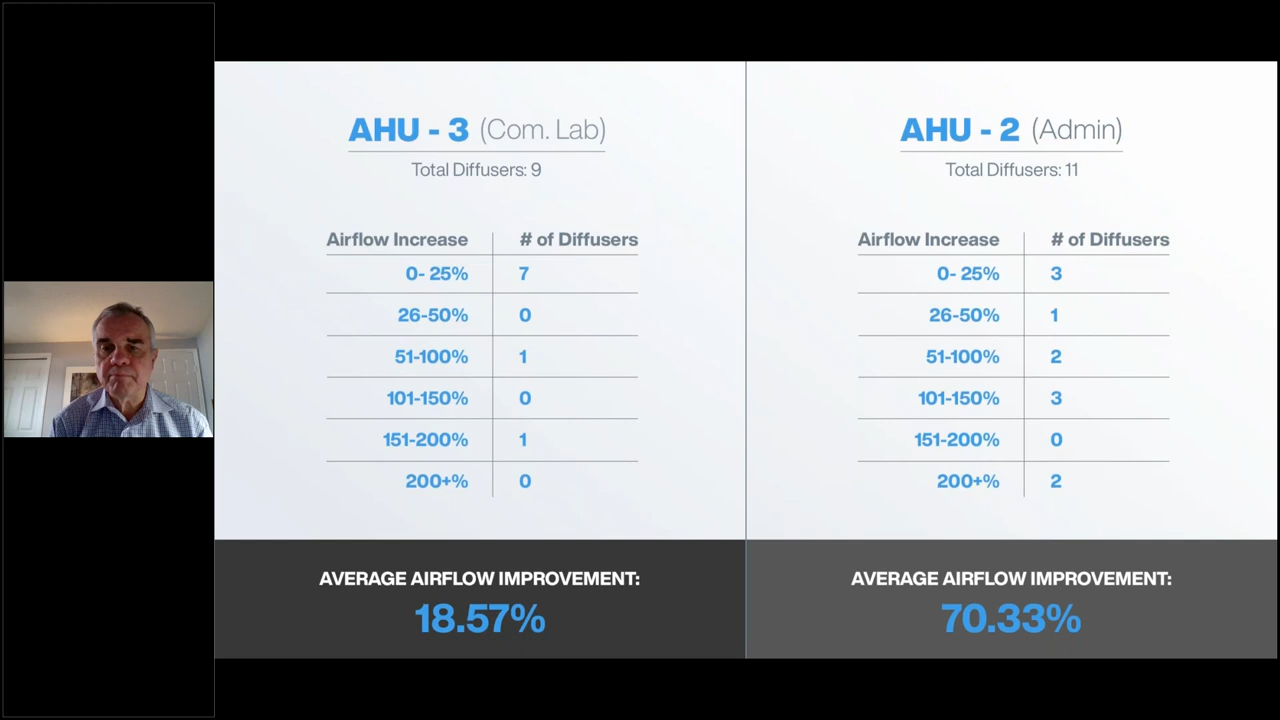 AHU - 3 (Com. Lab)
Total Diffusers: 9
Airflow Increase # of Diffusers
0- 25% 7
26-50% 0
51-100% 1
101-150% 0
151-200% 1
200+% 0
AVERAGE AIRFLOW IMPROVEMENT:
18.57%
AHU - 2 (Admin)
Total Diffusers: 11
Airflow Increase # of Diffusers
0- 25% 3
26-50% 1
51-100% 2
101-150% 3
151-200% 0
200+% 2
AVERAGE AIRFLOW IMPROVEMENT:
70.33%